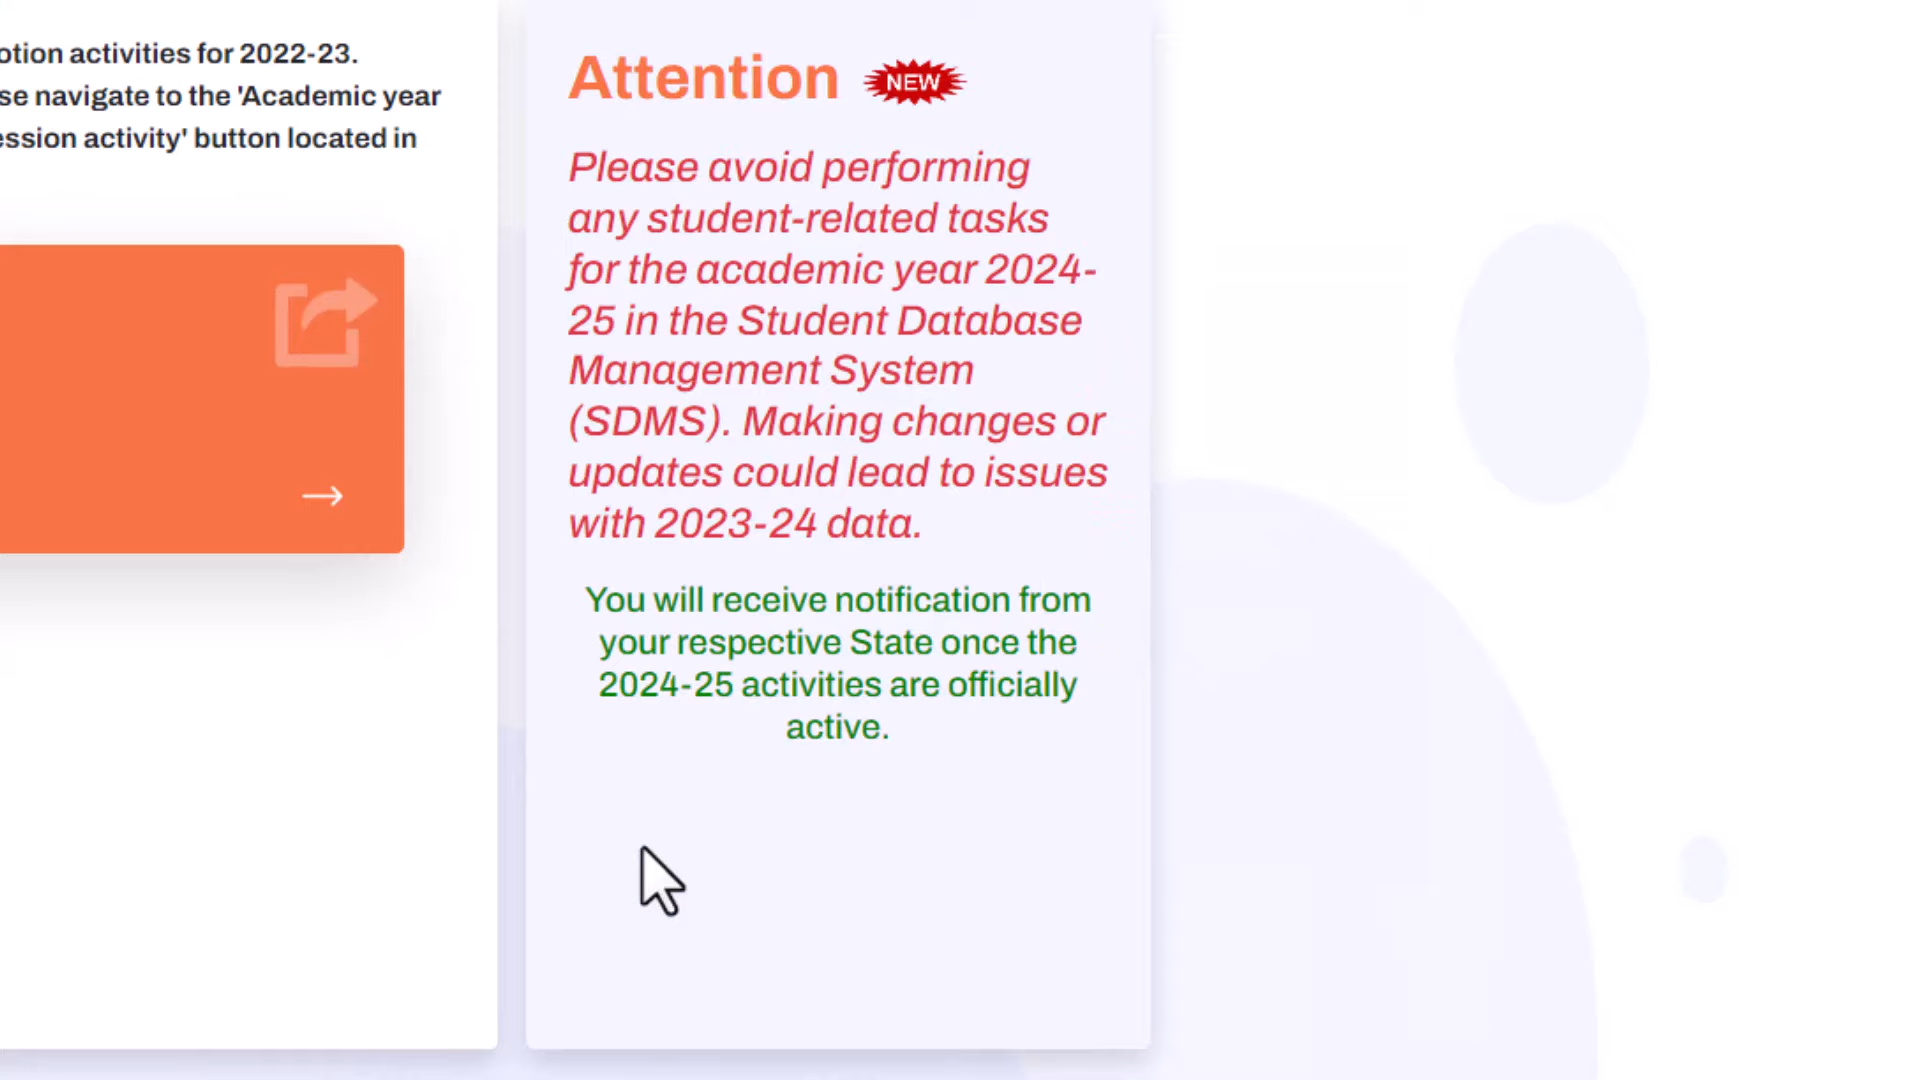 otion activities for 2022-23.
se navigate to the 'Academic year
ession activity' button located in
Attention NEW
Please avoid performing
any student-related tasks
for the academic year 2024-
25 in the Student Database
Management System
(SDMS). Making changes or
updates could lead to issues
with 2023-24 data.
You will receive notification from
your respective State once the
2024-25 activities are officially
active.